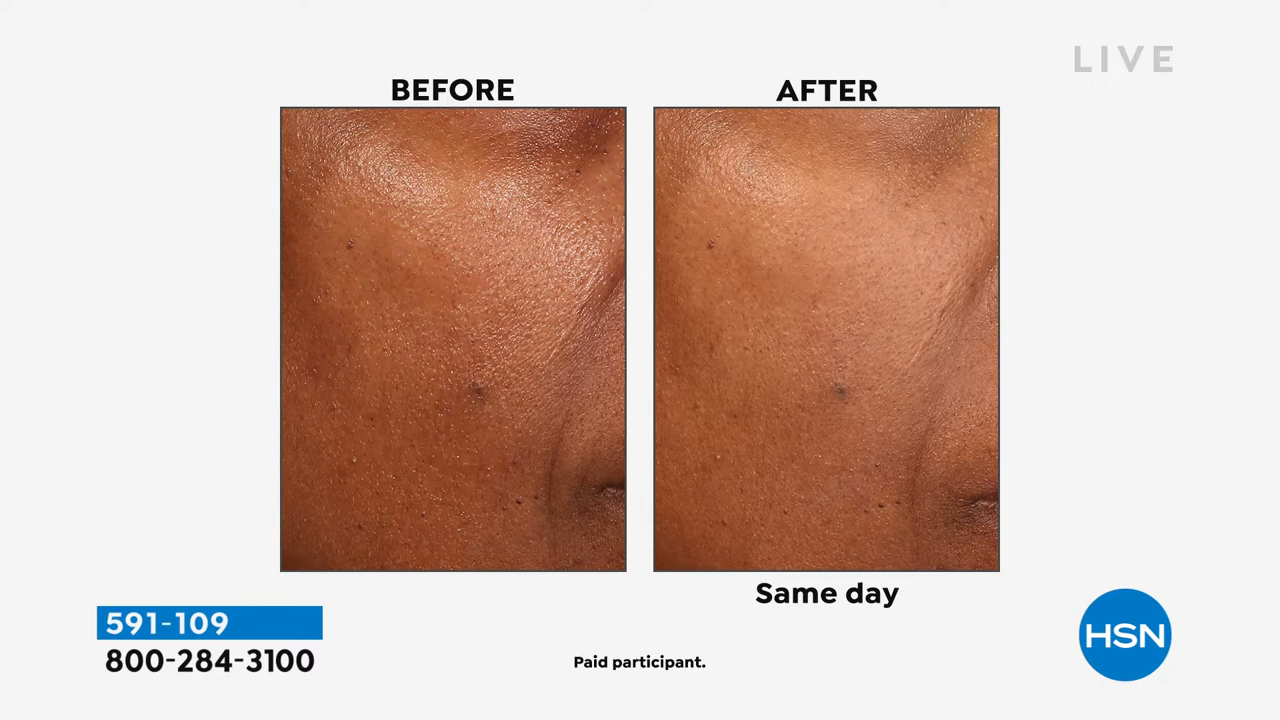 LIVE
BEFORE
AFTER
Same day
591-109
800-284-3100
Paid participant.
HSN